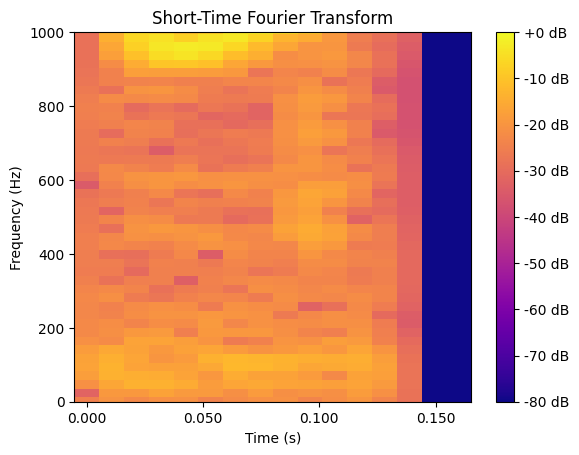 Short-Time Fourier Transform
1000
800
600
400
200
0
Frequency (Hz)
0.000
0.050
0.100
0.150
Time (s)
+0 dB
-10 dB
-20 dB
-30 dB
-40 dB
-50 dB
-60 dB
-70 dB
-80 dB